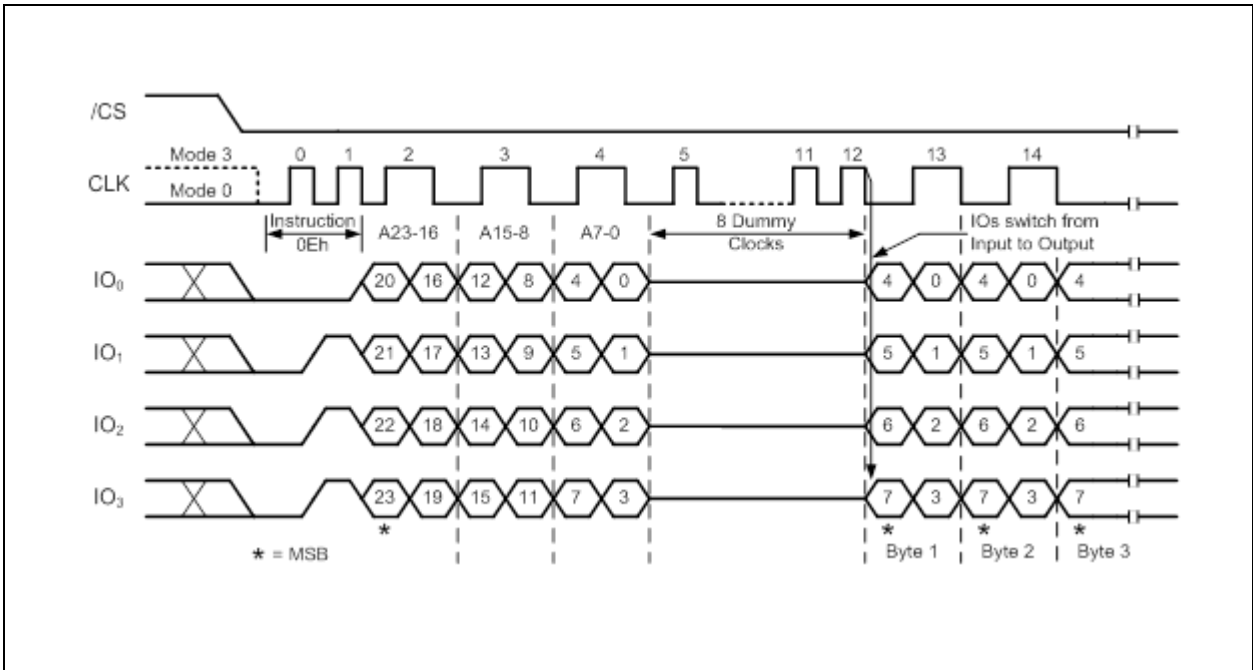 /CS
Mode 3 0 1 2 3 4 5 11 12 13 14
CLK Mode 0
Instruction 0Eh A23-16 A15-8 A7-0 8 Dummy Clocks IOs switch from Input to Output
IO₀ 20 16 12 8 4 0 4 0 4 0 4
IO₁ 21 17 13 9 5 1 5 1 5 1 5
IO₂ 22 18 14 10 6 2 6 2 6 2 6
IO₃ 23 19 15 11 7 3 7 3 7 3 7
* * * *
* = MSB Byte 1 Byte 2 Byte 3